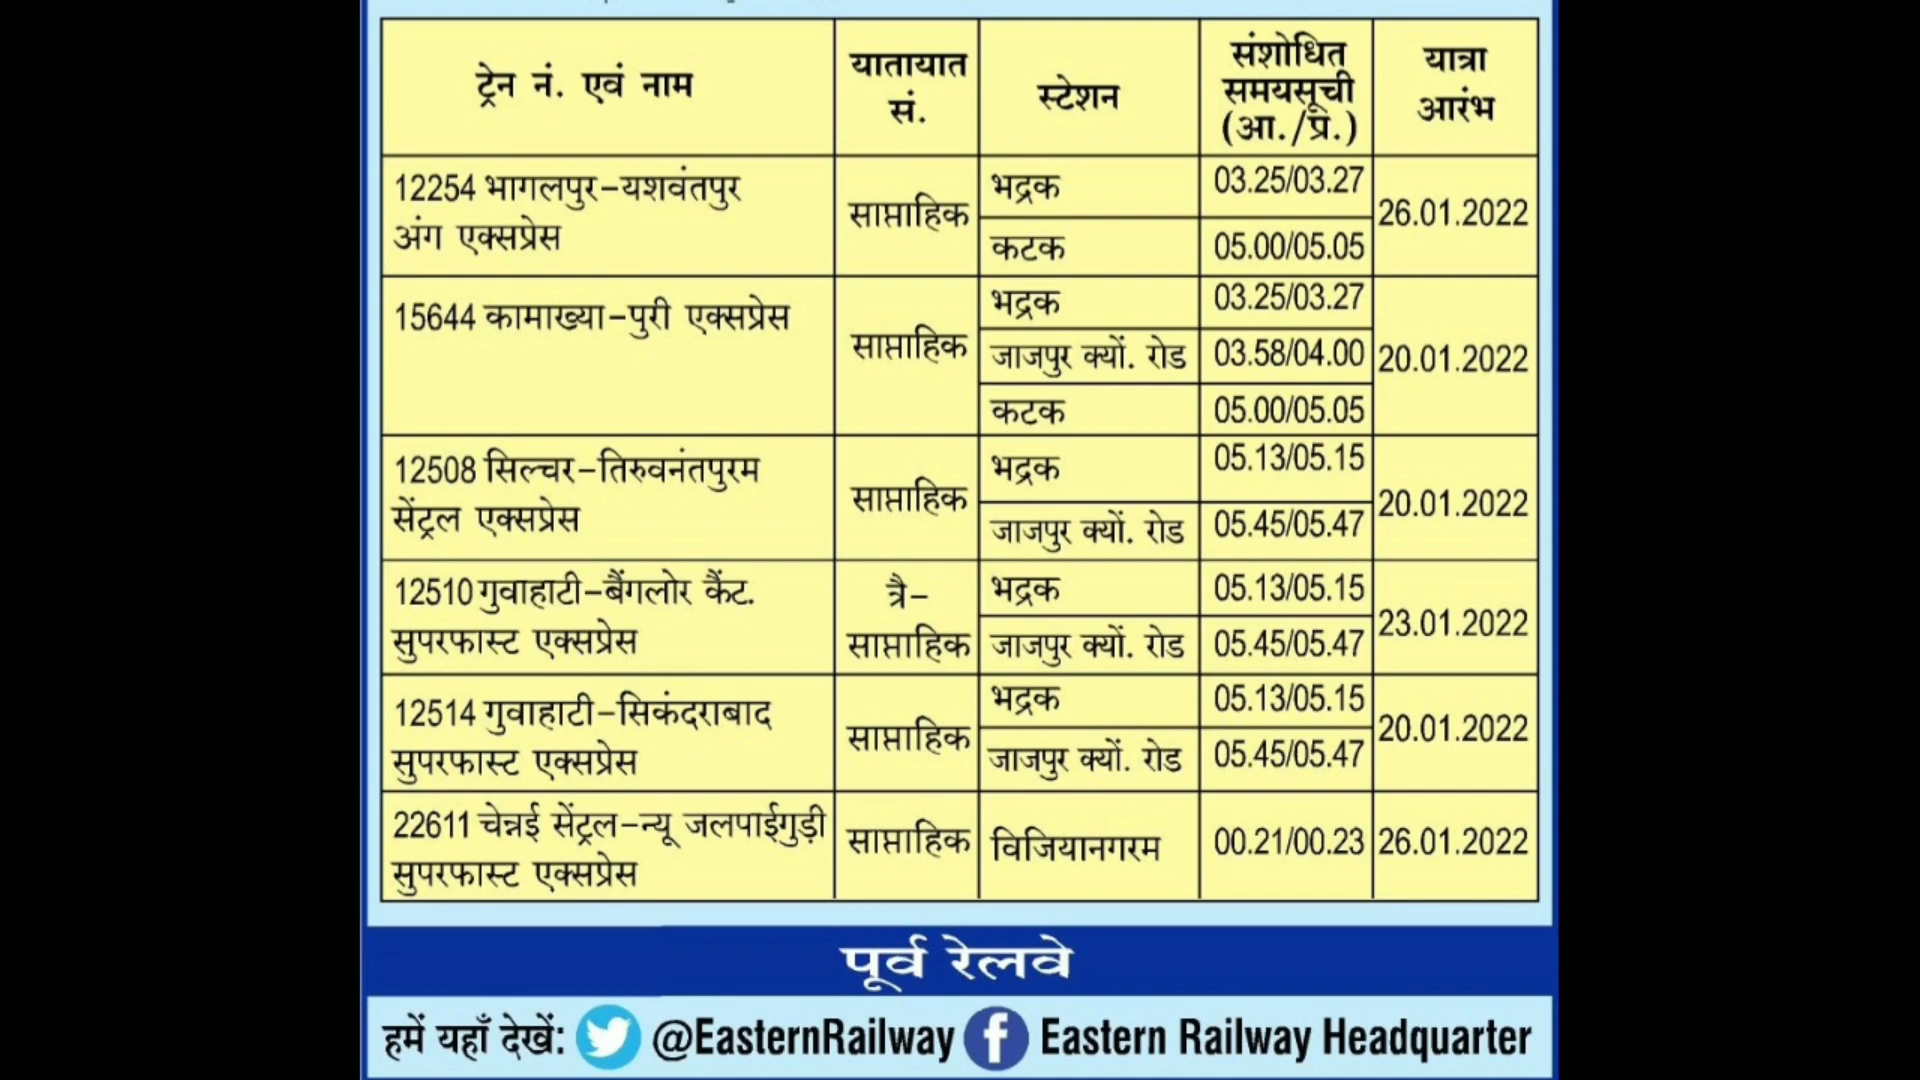 ट्रेन नं. एवं नाम
यातायात सं.
स्टेशन
संशोधित समयसूची (आ./प्रे.)
यात्रा आरंभ
12254 भागलपुर-यशवंतपुर
अंग एक्सप्रेस
साप्ताहिक
भद्रक
03.25/03.27
कटक
05.00/05.05
26.01.2022
15644 कामाख्या-पुरी एक्सप्रेस
साप्ताहिक
भद्रक
03.25/03.27
जाजपुर क्यों. रोड
03.58/04.00
कटक
05.00/05.05
20.01.2022
12508 सिल्चर-तिरुवनंतपुरम
सेंट्रल एक्सप्रेस
साप्ताहिक
भद्रक
05.13/05.15
जाजपुर क्यों. रोड
05.45/05.47
20.01.2022
12510 गुवाहाटी-बैंगलोर कैंट.
सुपरफास्ट एक्सप्रेस
त्रै-
साप्ताहिक
भद्रक
05.13/05.15
जाजपुर क्यों. रोड
05.45/05.47
23.01.2022
12514 गुवाहाटी-सिकंदराबाद
सुपरफास्ट एक्सप्रेस
साप्ताहिक
भद्रक
05.13/05.15
जाजपुर क्यों. रोड
05.45/05.47
20.01.2022
22611 चेन्नई सेंट्रल-न्यू जलपाईगुड़ी
सुपरफास्ट एक्सप्रेस
साप्ताहिक
विजियानगरम
00.21/00.23
26.01.2022
पूर्व रेलवे
हमें यहाँ देखें: @EasternRailway Eastern Railway Headquarter